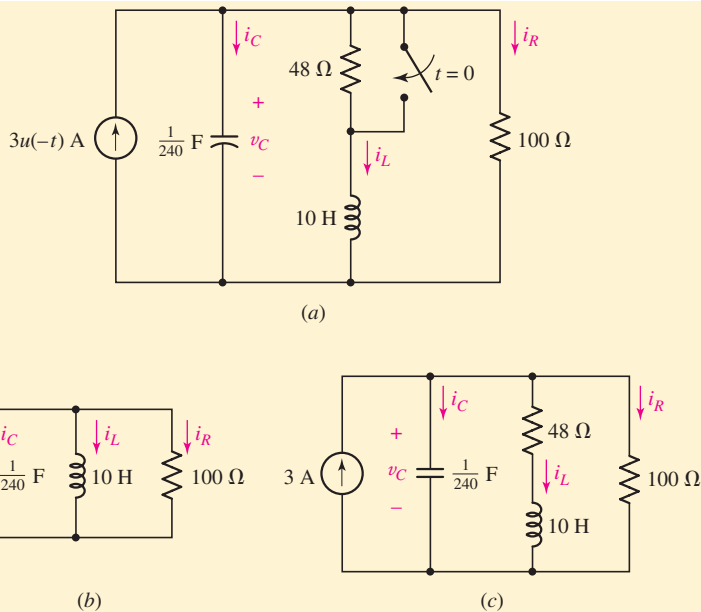 i_C
i_R
48 Ω
t = 0
+
3u(–t) A
1/240 F
v_C
100 Ω
i_L
–
10 H
(a)
i_C
i_L
i_R
1/240 F
10 H
100 Ω
(b)
i_C
i_R
+
48 Ω
3 A
v_C
1/240 F
i_L
100 Ω
–
10 H
(c)